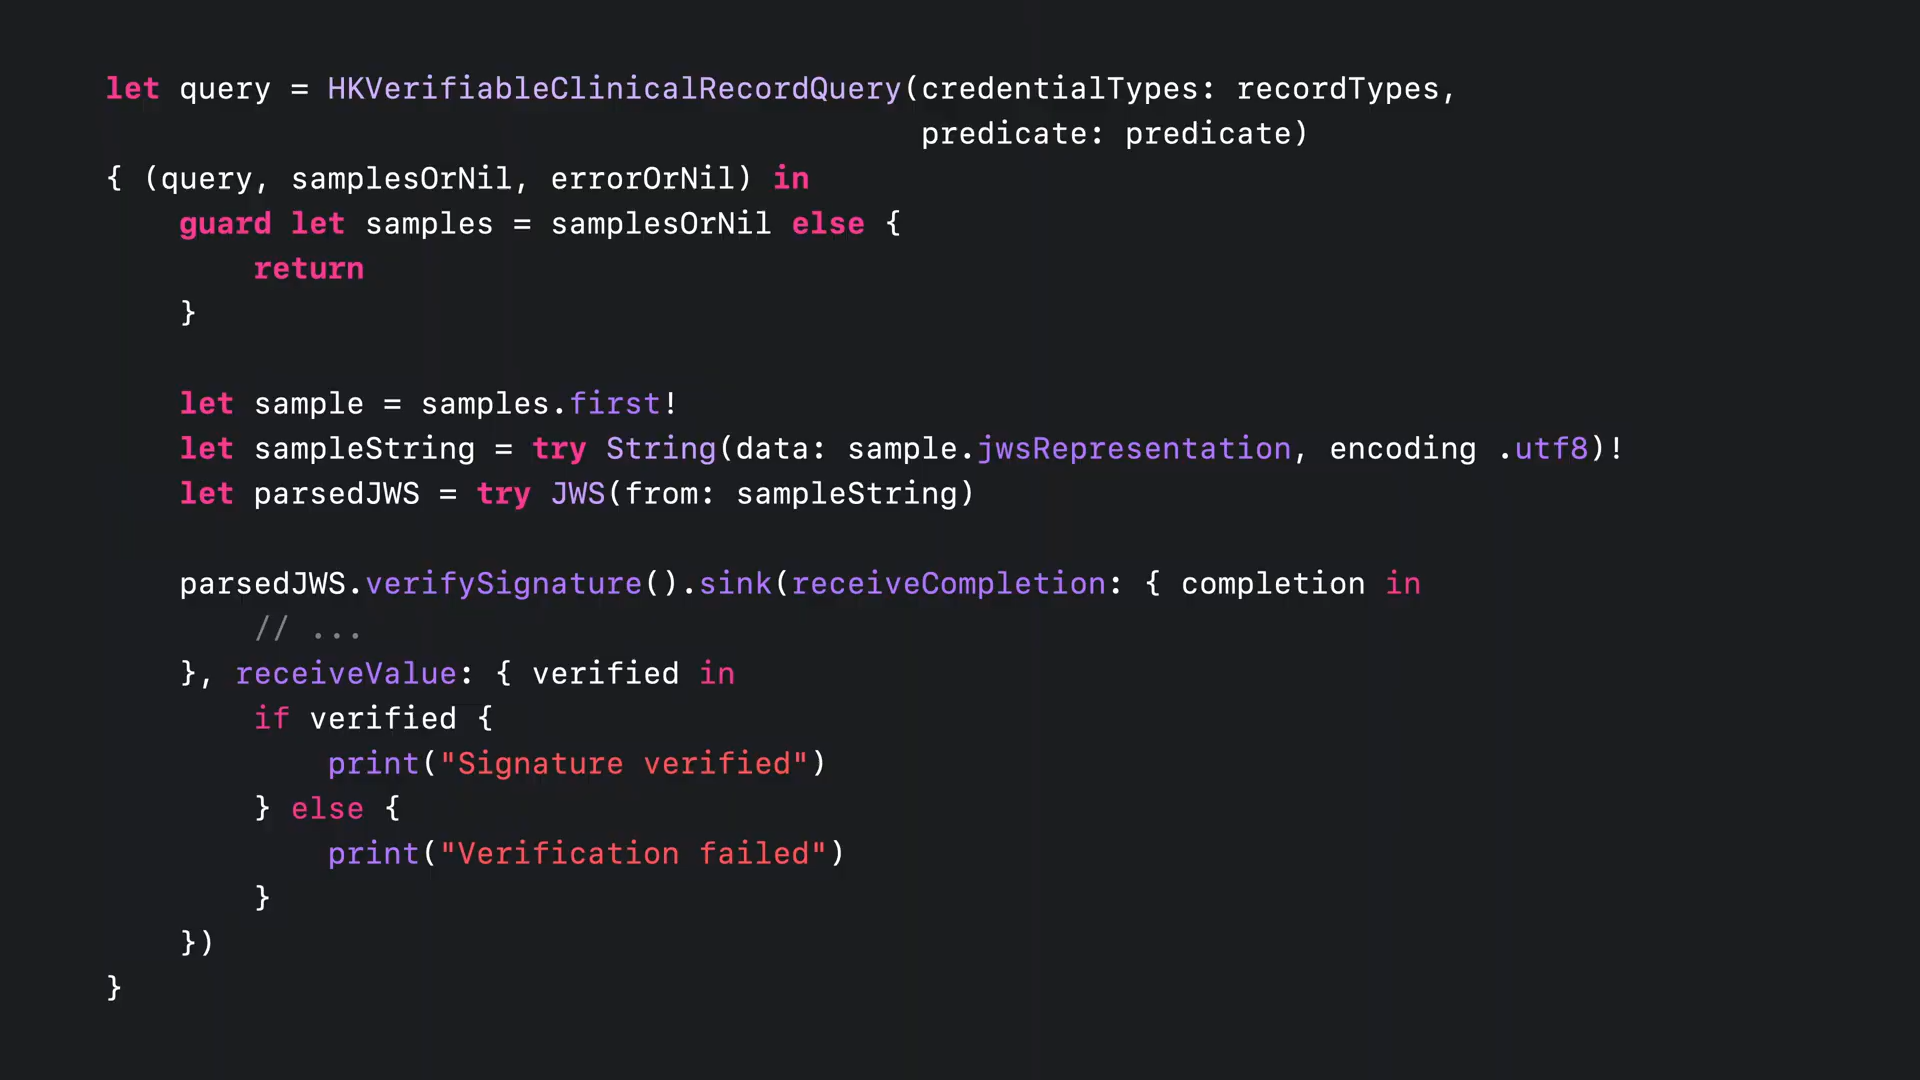 let query = HKVerifiableClinicalRecordQuery(credentialTypes: recordTypes,
                                            predicate: predicate)
{ (query, samplesOrNil, errorOrNil) in
    guard let samples = samplesOrNil else {
        return
    }

    let sample = samples.first!
    let sampleString = try String(data: sample.jwsRepresentation, encoding .utf8)!
    let parsedJWS = try JWS(from: sampleString)

    parsedJWS.verifySignature().sink(receiveCompletion: { completion in
        // ...
    }, receiveValue: { verified in
        if verified {
            print("Signature verified")
        } else {
            print("Verification failed")
        }
    })
}